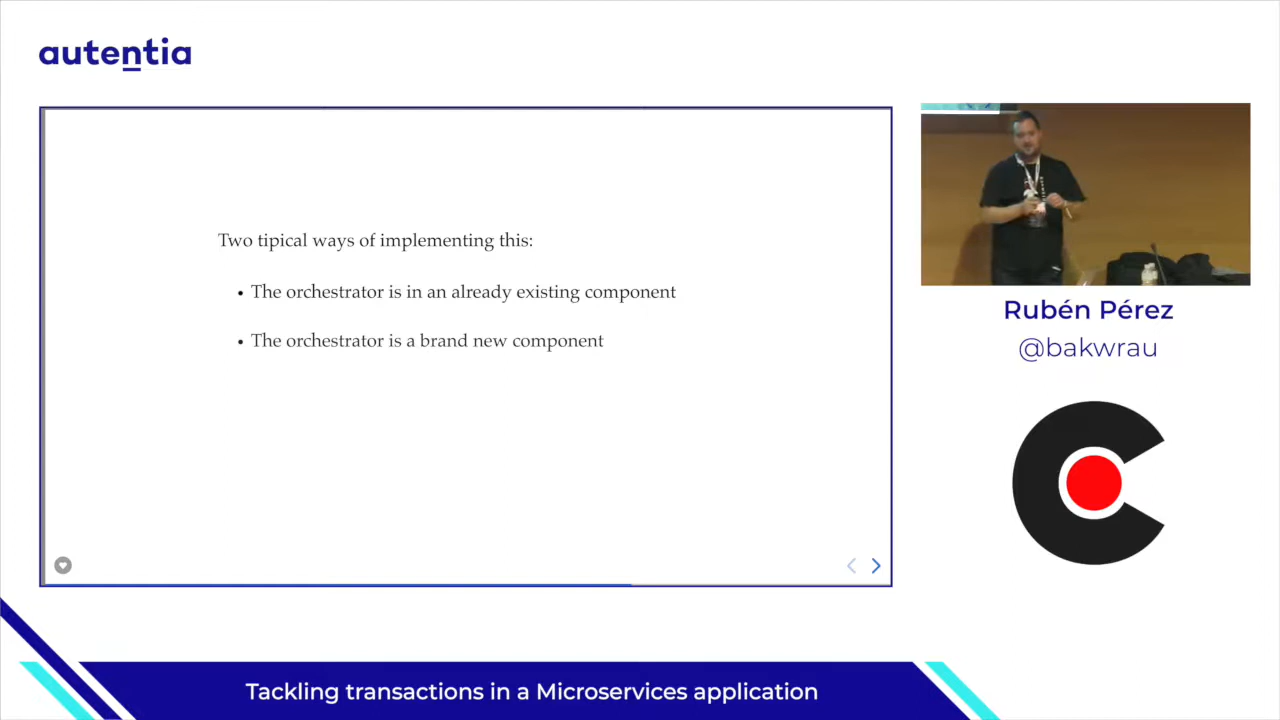 autentia
Two tipical ways of implementing this:
• The orchestrator is in an already existing component
• The orchestrator is a brand new component
Rubén Pérez
@bakwrau
Tackling transactions in a Microservices application